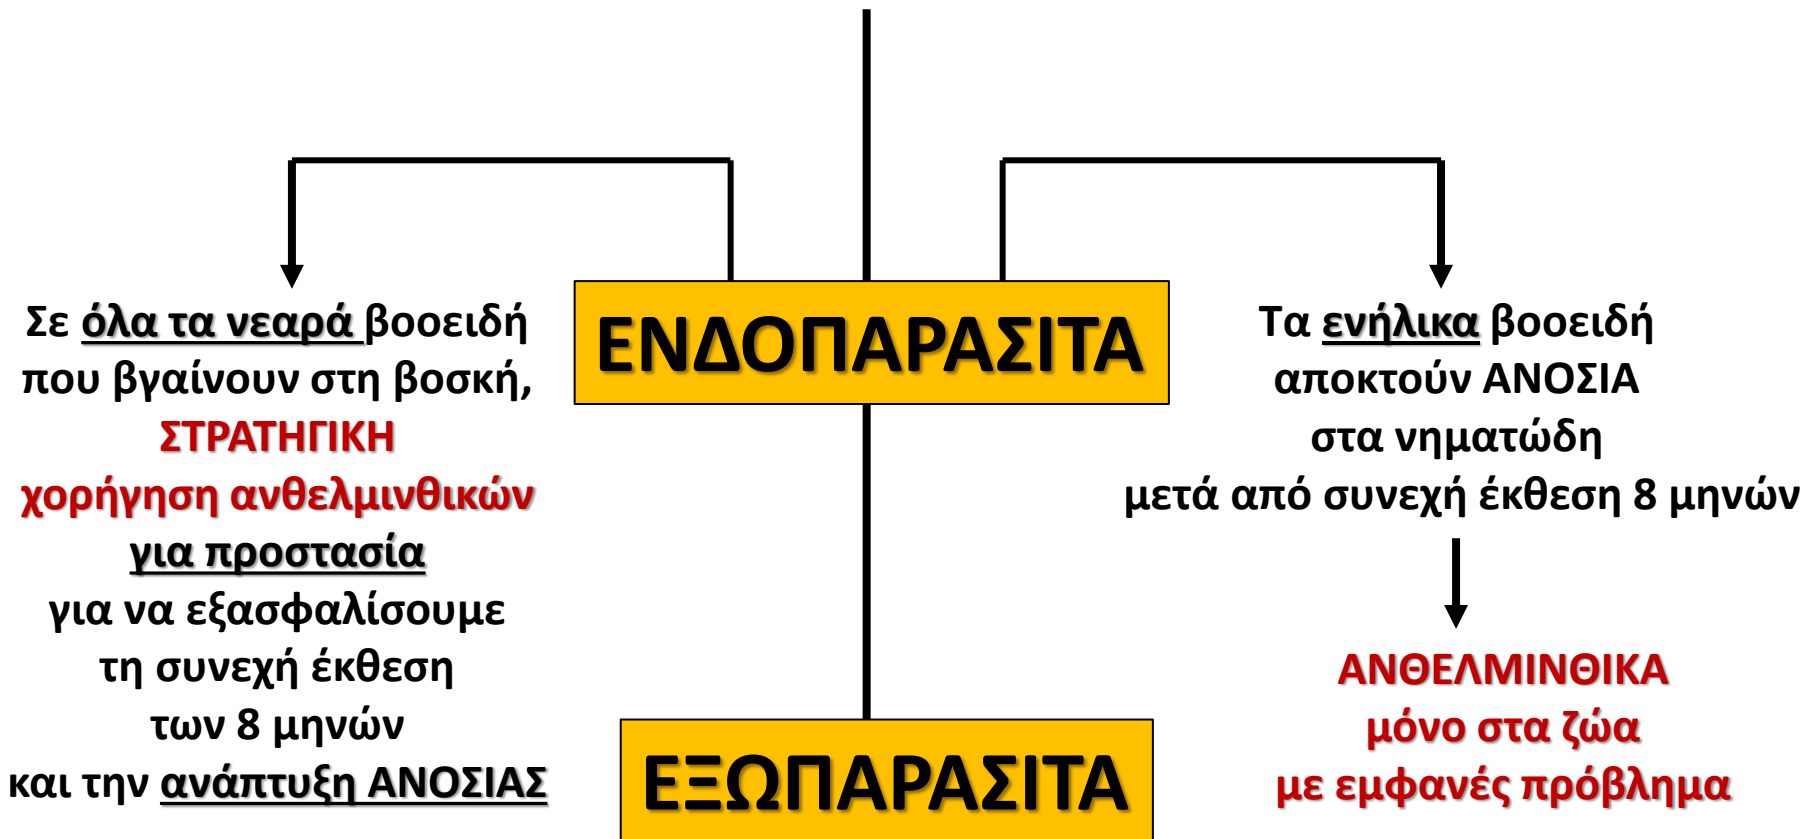 Σε όλα τα νεαρά βοοειδή
που βγαίνουν στη βοσκή,
ΣΤΡΑΤΗΓΙΚΗ
χορήγηση ανθελμινθικών
για προστασία
για να εξασφαλίσουμε
τη συνεχή έκθεση
των 8 μηνών
και την ανάπτυξη ΑΝΟΣΙΑΣ
ΕΝΔΟΠΑΡΑΣΙΤΑ
ΕΞΩΠΑΡΑΣΙΤΑ
Τα ενήλικα βοοειδή
αποκτούν ΑΝΟΣΙΑ
στα νηματώδη
μετά από συνεχή έκθεση 8 μηνών
ΑΝΘΕΛΜΙΝΘΙΚΑ
μόνο στα ζώα
με εμφανές πρόβλημα